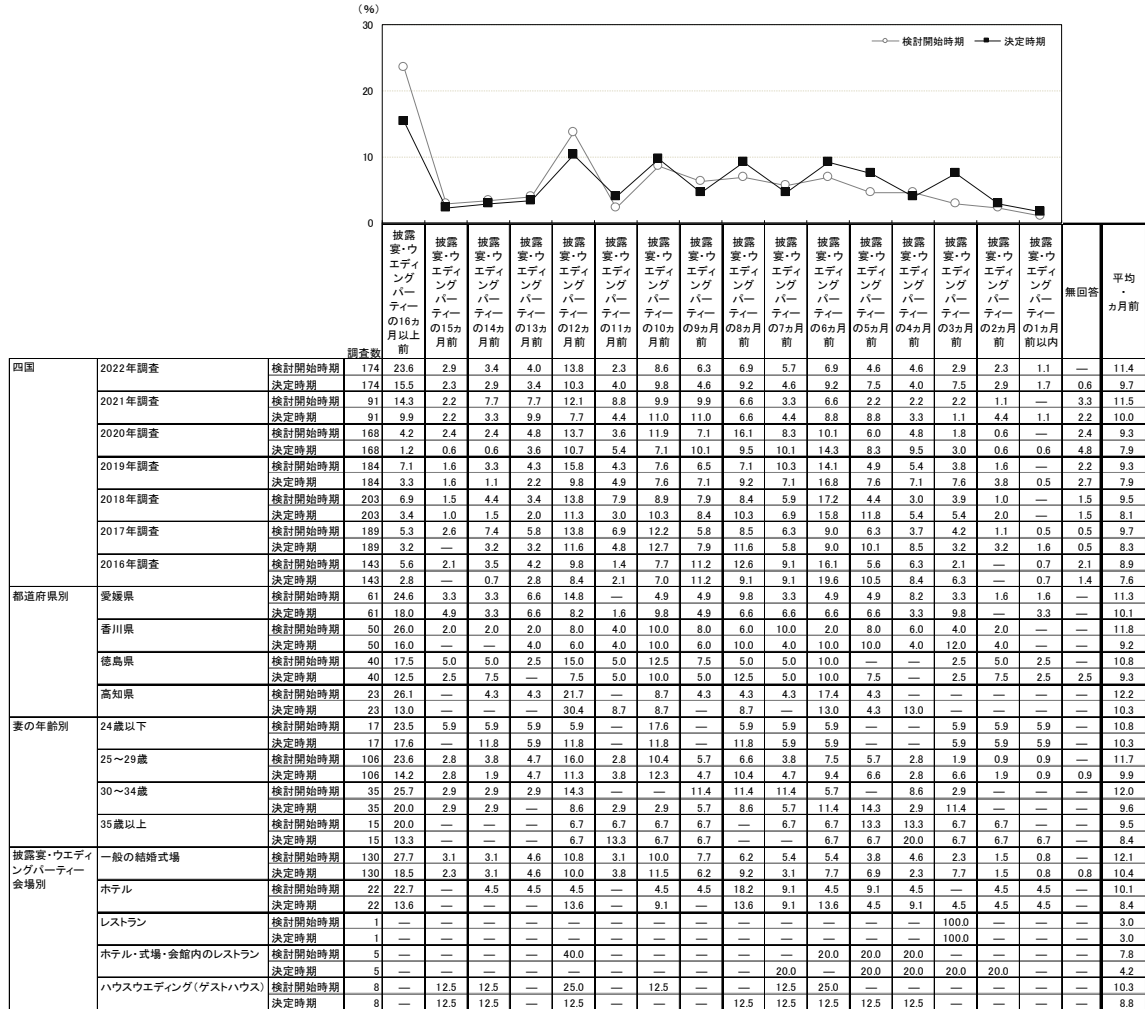 （%）
30
20
10
0
検討開始時期 決定時期
調査数 披露宴・ウエディングパーティーの16ヵ月以上前 披露宴・ウエディングパーティーの15ヵ月前 披露宴・ウエディングパーティーの14ヵ月前 披露宴・ウエディングパーティーの13ヵ月前 披露宴・ウエディングパーティーの12ヵ月前 披露宴・ウエディングパーティーの11ヵ月前 披露宴・ウエディングパーティーの10ヵ月前 披露宴・ウエディングパーティーの9ヵ月前 披露宴・ウエディングパーティーの8ヵ月前 披露宴・ウエディングパーティーの7ヵ月前 披露宴・ウエディングパーティーの6ヵ月前 披露宴・ウエディングパーティーの5ヵ月前 披露宴・ウエディングパーティーの4ヵ月前 披露宴・ウエディングパーティーの3ヵ月前 披露宴・ウエディングパーティーの2ヵ月前 披露宴・ウエディングパーティーの1ヵ月前以内 無回答 平均・ヵ月前
四国 2022年調査 検討開始時期 174 23.6 2.9 3.4 4.0 13.8 2.3 8.6 6.3 6.9 5.7 6.9 4.6 4.6 2.9 2.3 1.1 — 11.4
決定時期 174 15.5 2.3 2.9 3.4 10.3 4.0 9.8 4.6 9.2 4.6 9.2 7.5 4.0 7.5 2.9 1.7 0.6 9.7
2021年調査 検討開始時期 91 14.3 2.2 7.7 7.7 12.1 8.8 9.9 9.9 6.6 3.3 6.6 2.2 2.2 2.2 1.1 — 3.3 11.5
決定時期 91 9.9 2.2 3.3 9.9 7.7 4.4 11.0 11.0 6.6 4.4 8.8 8.8 3.3 1.1 4.4 1.1 2.2 10.0
2020年調査 検討開始時期 168 4.2 2.4 2.4 4.8 13.7 3.6 11.9 7.1 16.1 8.3 10.1 6.0 4.8 1.8 0.6 — 2.4 9.3
決定時期 168 1.2 0.6 0.6 3.6 10.7 5.4 7.1 10.1 9.5 10.1 14.3 8.3 9.5 3.0 0.6 0.6 4.8 7.9
2019年調査 検討開始時期 184 7.1 1.6 3.3 4.3 15.8 4.3 7.6 6.5 7.1 10.3 14.1 4.9 5.4 3.8 1.6 — 2.2 9.3
決定時期 184 3.3 1.6 1.1 2.2 9.8 4.9 7.6 7.1 9.2 7.1 16.8 7.6 7.1 7.6 3.8 0.5 2.7 7.9
2018年調査 検討開始時期 203 6.9 1.5 4.4 3.4 13.8 7.9 8.9 7.9 8.4 5.9 17.2 4.4 3.0 3.9 1.0 — 1.5 9.5
決定時期 203 3.4 1.0 1.5 2.0 11.3 3.0 10.3 8.4 10.3 6.9 15.8 11.8 5.4 5.4 2.0 — 1.5 8.1
2017年調査 検討開始時期 189 5.3 2.6 7.4 5.8 13.8 6.9 12.2 5.8 8.5 6.3 9.0 6.3 3.7 4.2 1.1 0.5 0.5 9.7
決定時期 189 3.2 — 3.2 3.2 11.6 4.8 12.7 7.9 11.6 5.8 9.0 10.1 8.5 3.2 3.2 1.6 0.5 8.3
2016年調査 検討開始時期 143 5.6 2.1 3.5 4.2 9.8 1.4 7.7 11.2 12.6 9.1 16.1 5.6 6.3 2.1 — 0.7 2.1 8.9
決定時期 143 2.8 — 0.7 2.8 8.4 2.1 7.0 11.2 9.1 9.1 19.6 10.5 8.4 6.3 — 0.7 1.4 7.6
都道府県別 愛媛県 検討開始時期 61 24.6 3.3 3.3 6.6 14.8 — 4.9 4.9 9.8 3.3 4.9 4.9 8.2 3.3 1.6 1.6 — 11.3
決定時期 61 18.0 4.9 3.3 6.6 8.2 1.6 9.8 4.9 6.6 6.6 6.6 6.6 3.3 9.8 — 3.3 — 10.1
香川県 検討開始時期 50 26.0 2.0 2.0 2.0 8.0 4.0 10.0 8.0 6.0 10.0 2.0 8.0 6.0 4.0 2.0 — — 11.8
決定時期 50 16.0 — — 4.0 6.0 4.0 10.0 6.0 10.0 4.0 10.0 10.0 4.0 12.0 4.0 — — 9.2
徳島県 検討開始時期 40 17.5 5.0 5.0 2.5 15.0 5.0 12.5 7.5 5.0 5.0 10.0 — — 2.5 5.0 2.5 — 10.8
決定時期 40 12.5 2.5 7.5 — 7.5 5.0 10.0 5.0 12.5 5.0 10.0 7.5 — 2.5 7.5 2.5 2.5 9.3
高知県 検討開始時期 23 26.1 — 4.3 4.3 21.7 — 8.7 4.3 4.3 4.3 17.4 4.3 — — — — — 12.2
決定時期 23 13.0 — — — 30.4 8.7 8.7 — 8.7 — 13.0 4.3 13.0 — — — — 10.3
妻の年齢別 24歳以下 検討開始時期 17 23.5 5.9 5.9 5.9 5.9 — 17.6 — 5.9 5.9 5.9 — — 5.9 5.9 5.9 — 10.8
決定時期 17 17.6 — 11.8 5.9 11.8 — 11.8 — 11.8 5.9 5.9 — — 5.9 5.9 5.9 — 10.3
25～29歳 検討開始時期 106 23.6 2.8 3.8 4.7 16.0 2.8 10.4 5.7 6.6 3.8 7.5 5.7 2.8 1.9 0.9 0.9 — 11.7
決定時期 106 14.2 2.8 1.9 4.7 11.3 3.8 12.3 4.7 10.4 4.7 9.4 6.6 2.8 6.6 1.9 0.9 0.9 9.9
30～34歳 検討開始時期 35 25.7 2.9 2.9 2.9 14.3 — — 11.4 11.4 11.4 5.7 — 8.6 2.9 — — — 12.0
決定時期 35 20.0 2.9 2.9 — 8.6 2.9 2.9 5.7 8.6 5.7 11.4 14.3 2.9 11.4 — — — 9.6
35歳以上 検討開始時期 15 20.0 — — — 6.7 6.7 6.7 6.7 — 6.7 6.7 13.3 13.3 6.7 6.7 — — 9.5
決定時期 15 13.3 — — — 6.7 13.3 6.7 6.7 — — 6.7 6.7 20.0 6.7 6.7 6.7 — 8.4
披露宴・ウエディングパーティー会場別 一般の結婚式場 検討開始時期 130 27.7 3.1 3.1 4.6 10.8 3.1 10.0 7.7 6.2 5.4 5.4 3.8 4.6 2.3 1.5 0.8 — 12.1
決定時期 130 18.5 2.3 3.1 4.6 10.0 3.8 11.5 6.2 9.2 3.1 7.7 6.9 2.3 7.7 1.5 0.8 0.8 10.4
ホテル 検討開始時期 22 22.7 — 4.5 4.5 4.5 — 4.5 4.5 18.2 9.1 4.5 9.1 4.5 — 4.5 4.5 — 10.1
決定時期 22 13.6 — — — 13.6 — 9.1 — 13.6 9.1 13.6 4.5 9.1 4.5 4.5 4.5 — 8.4
レストラン 検討開始時期 1 — — — — — — — — — — — — — 100.0 — — — 3.0
決定時期 1 — — — — — — — — — — — — — 100.0 — — — 3.0
ホテル・式場・会館内のレストラン 検討開始時期 5 — — — — 40.0 — — — — — 20.0 20.0 20.0 — — — — 7.8
決定時期 5 — — — — — — — — — 20.0 — 20.0 20.0 20.0 20.0 — — 4.2
ハウスウエディング（ゲストハウス） 検討開始時期 8 — 12.5 12.5 — 25.0 — 12.5 — — 12.5 25.0 — — — — — — 10.3
決定時期 8 — 12.5 12.5 — 12.5 — — — 12.5 12.5 12.5 12.5 12.5 — — — — 8.8